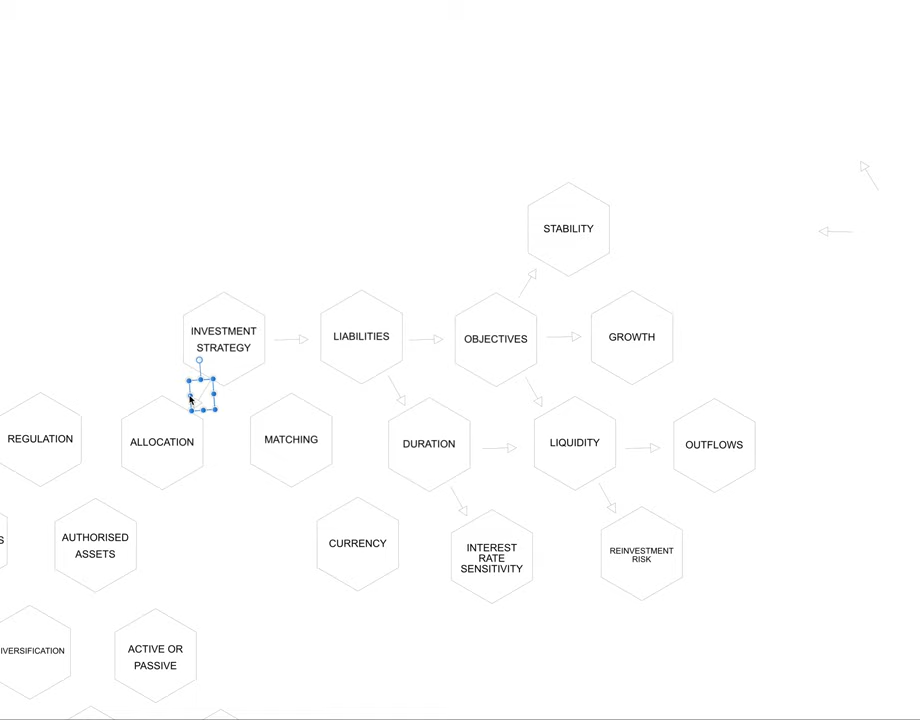 STABILITY
INVESTMENT
STRATEGY
LIABILITIES
OBJECTIVES
GROWTH
REGULATION
ALLOCATION
MATCHING
DURATION
LIQUIDITY
OUTFLOWS
S
AUTHORISED
ASSETS
CURRENCY
INTEREST
RATE
SENSITIVITY
REINVESTMENT
RISK
IVERSIFICATION
ACTIVE OR
PASSIVE